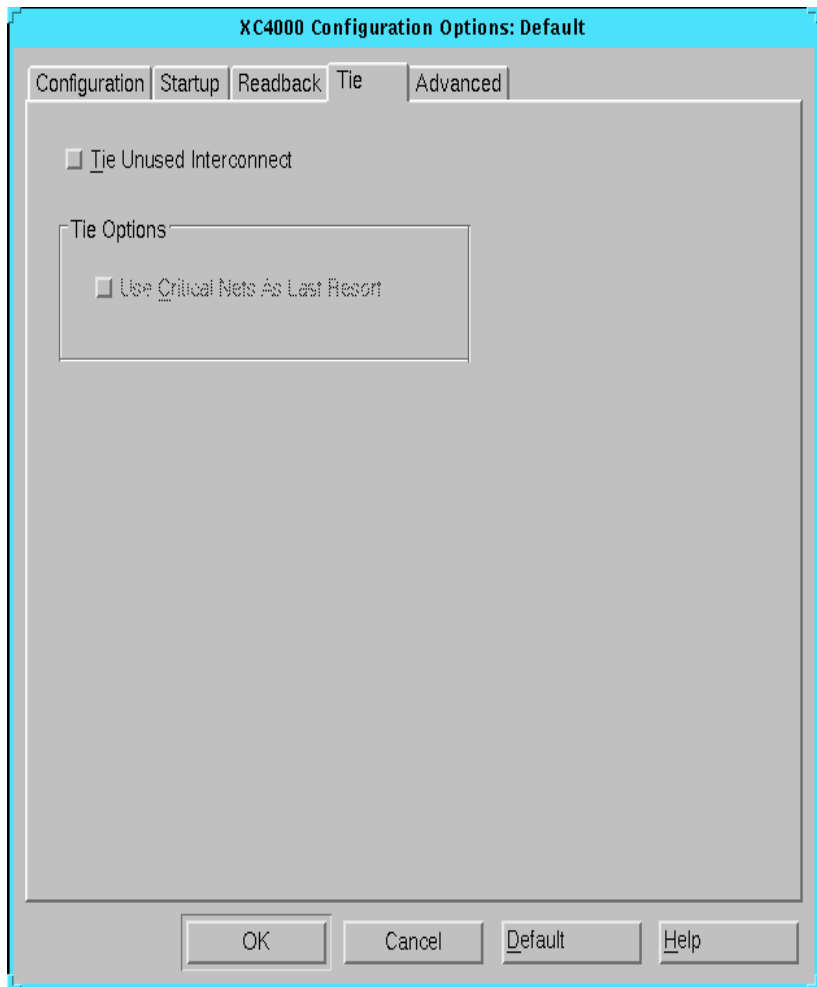 XC4000 Configuration Options: Default
Configuration Startup Readback Tie Advanced
Tie Unused Interconnect
Tie Options
Use Critical Nets As Last Resort
OK Cancel Default Help